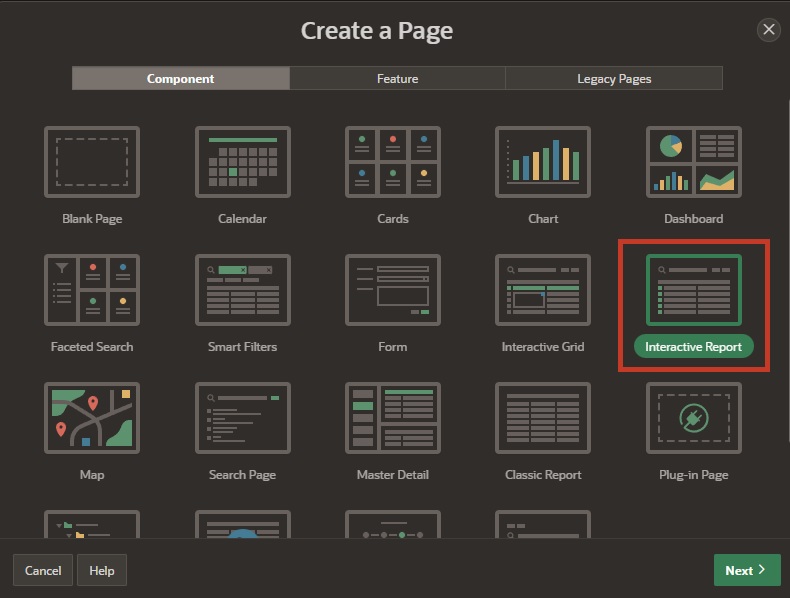 Create a Page
Component
Feature
Legacy Pages
Blank Page
Calendar
Cards
Chart
Dashboard
Faceted Search
Smart Filters
Form
Interactive Grid
Interactive Report
Map
Search Page
Master Detail
Classic Report
Plug-in Page
Cancel
Help
Next